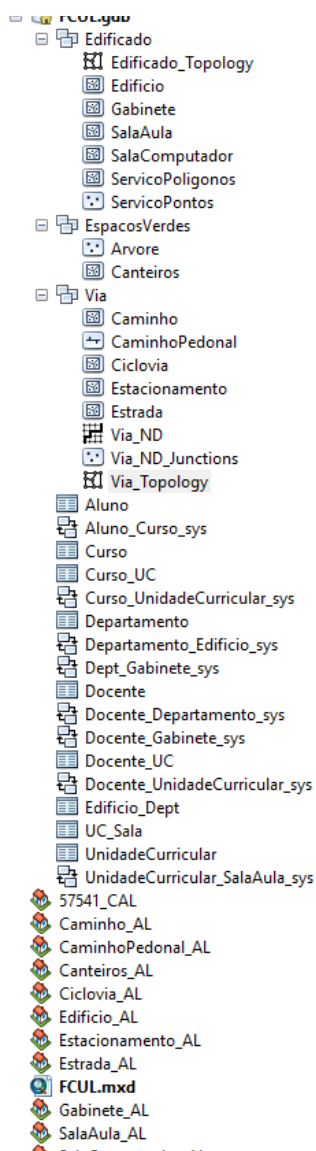 FCUL.gdb
Edificado
Edificado_Topology
Edificio
Gabinete
SalaAula
SalaComputador
ServicoPoligonos
ServicoPontos
EspacosVerdes
Arvore
Canteiros
Via
Caminho
CaminhoPedonal
Ciclovia
Estacionamento
Estrada
Via_ND
Via_ND_Junctions
Via_Topology
Aluno
Aluno_Curso_sys
Curso
Curso_UC
Curso_UnidadeCurricular_sys
Departamento
Departamento_Edificio_sys
Dept_Gabinete_sys
Docente
Docente_Departamento_sys
Docente_Gabinete_sys
Docente_UC
Docente_UnidadeCurricular_sys
Edificio_Dept
UC_Sala
UnidadeCurricular
UnidadeCurricular_SalaAula_sys
57541_CAL
Caminho_AL
CaminhoPedonal_AL
Canteiros_AL
Ciclovia_AL
Edificio_AL
Estacionamento_AL
Estrada_AL
FCUL.mxd
Gabinete_AL
SalaAula_AL